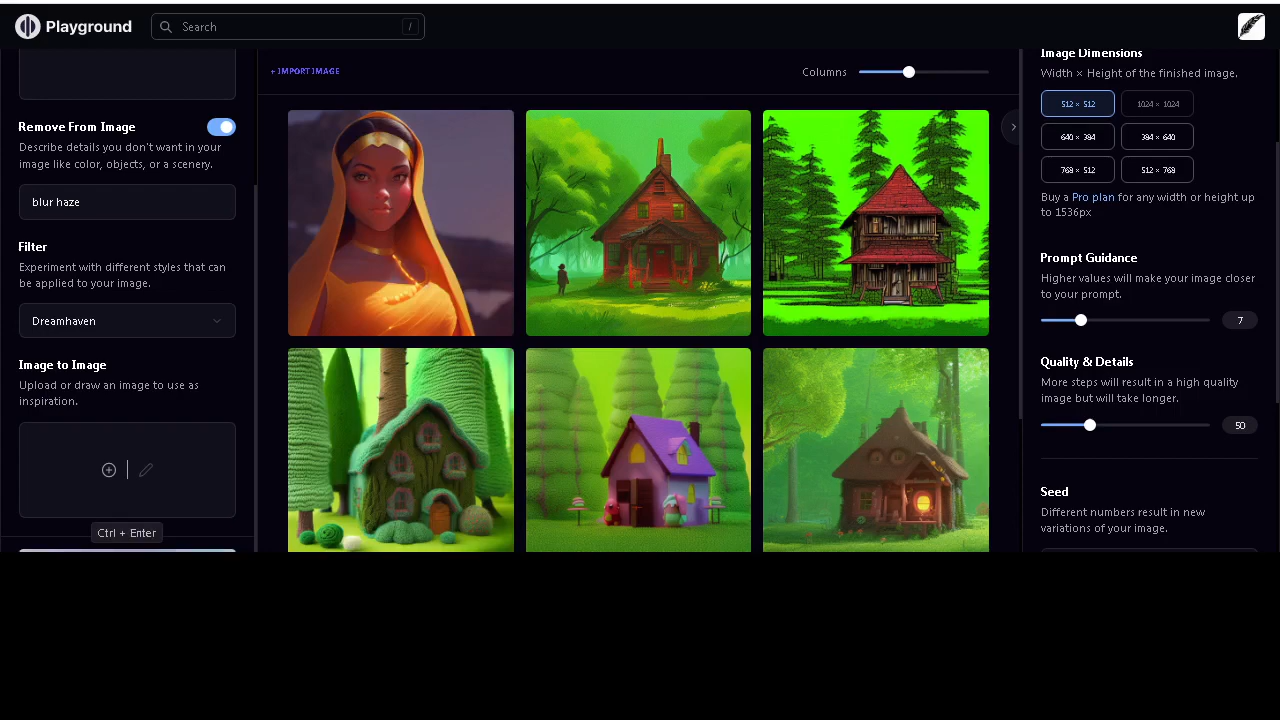 Playground
Search
/
Remove From Image
Describe details you don't want in your
image like color, objects, or a scenery.
blur haze
Filter
Experiment with different styles that can
be applied to your image.
Dreamhaven
Image to Image
Upload or draw an image to use as
inspiration.
Ctrl + Enter
+ IMPORT IMAGE
Columns
Image Dimensions
Width × Height of the finished image.
512 × 512
1024 × 1024
640 × 384
384 × 640
768 × 512
512 × 768
Buy a Pro plan for any width or height up
to 1536px
Prompt Guidance
Higher values will make your image closer
to your prompt.
7
Quality & Details
More steps will result in a high quality
image but will take longer.
50
Seed
Different numbers result in new
variations of your image.